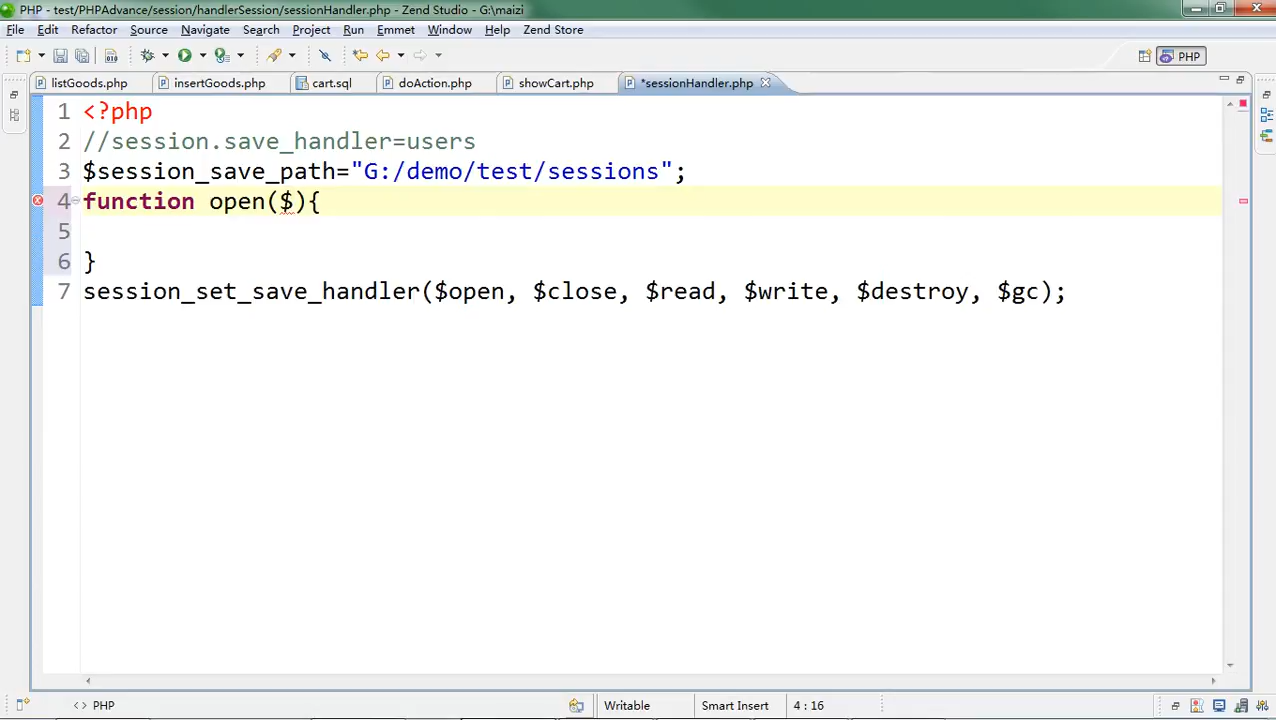 PHP - test/PHPAdvance/session/handlerSession/sessionHandler.php - Zend Studio - G:\maizi
File Edit Refactor Source Navigate Search Project Run Emmet Window Help Zend Store
PHP
listGoods.php insertGoods.php cart.sql doAction.php showCart.php *sessionHandler.php
1 <?php
2 //session.save_handler=users
3 $session_save_path="G:/demo/test/sessions";
4 function open($){
5
6 }
7 session_set_save_handler($open, $close, $read, $write, $destroy, $gc);
<> PHP Writable Smart Insert 4 : 16